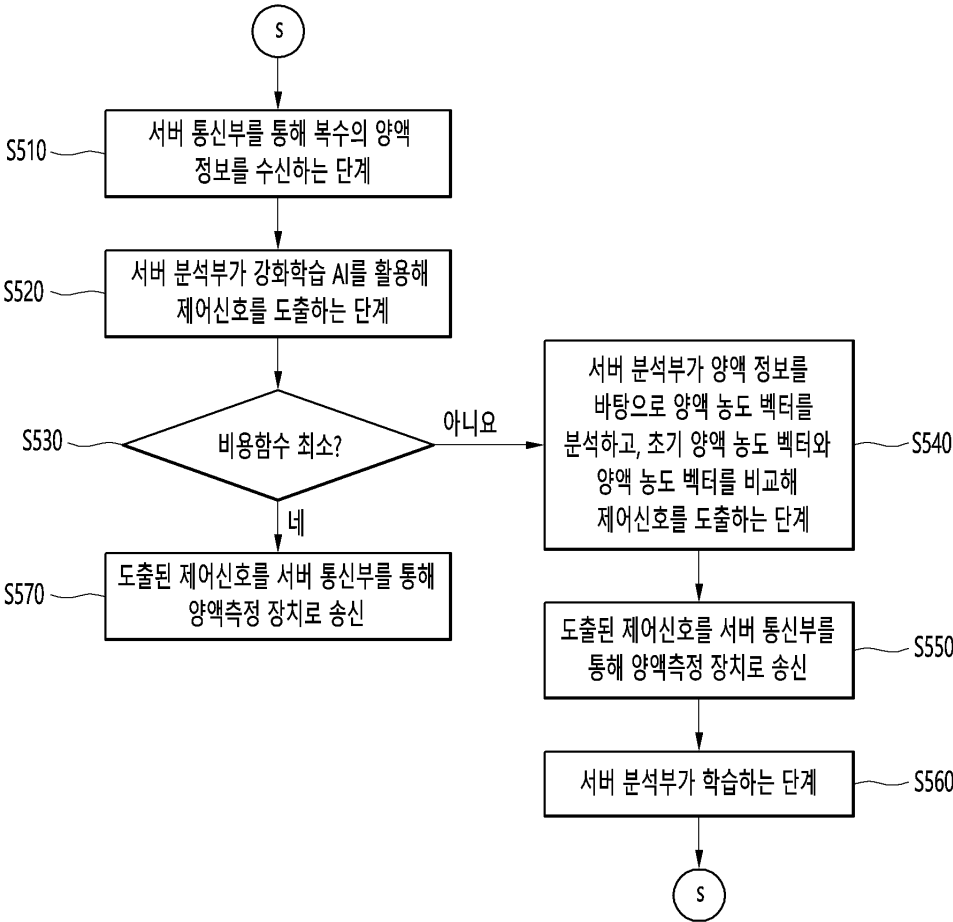 S
S510
서버 통신부를 통해 복수의 양액
정보를 수신하는 단계
S520
서버 분석부가 강화학습 AI를 활용해
제어신호를 도출하는 단계
S530
비용함수 최소?
아니요
네
S570
도출된 제어신호를 서버 통신부를 통해
양액측정 장치로 송신
서버 분석부가 양액 정보를
바탕으로 양액 농도 벡터를
분석하고, 초기 양액 농도 벡터와
양액 농도 벡터를 비교해
제어신호를 도출하는 단계
S540
도출된 제어신호를 서버 통신부를
통해 양액측정 장치로 송신
S550
서버 분석부가 학습하는 단계
S560
S